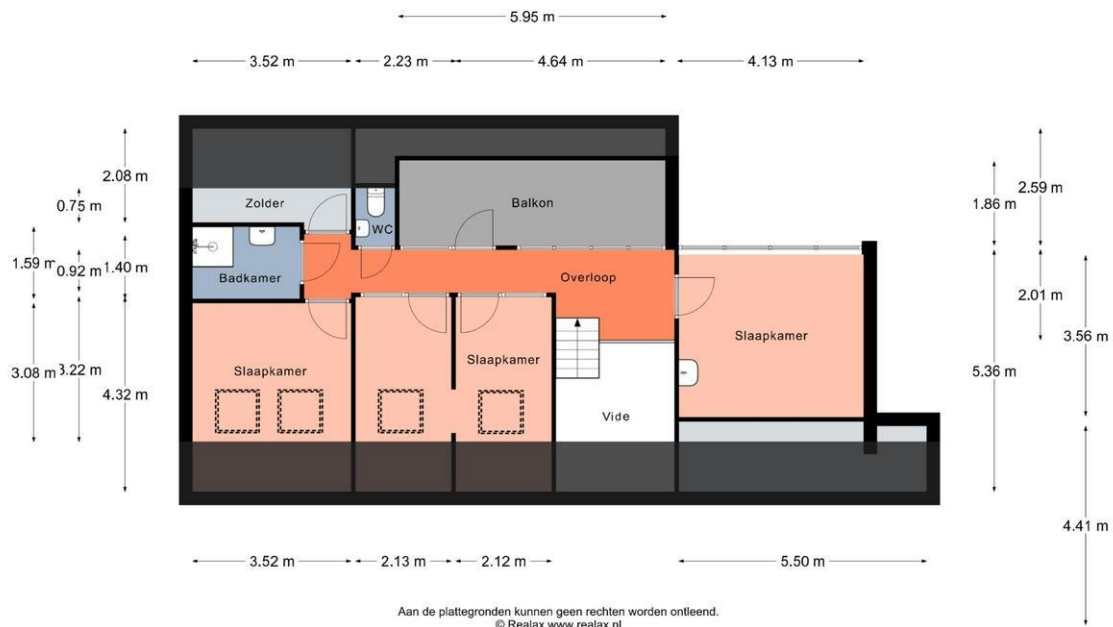 5.95 m
3.52 m
2.23 m
4.64 m
4.13 m
2.08 m
0.75 m
1.59 m
0.92 m
1.40 m
3.08 m
3.22 m
4.32 m
Zolder
WC
Balkon
Badkamer
Overloop
Slaapkamer
Slaapkamer
Slaapkamer
Vide
1.86 m
2.59 m
2.01 m
3.56 m
5.36 m
4.41 m
3.52 m
2.13 m
2.12 m
5.50 m
Aan de plattegronden kunnen geen rechten worden ontleend.
© Realax www.realax.nl